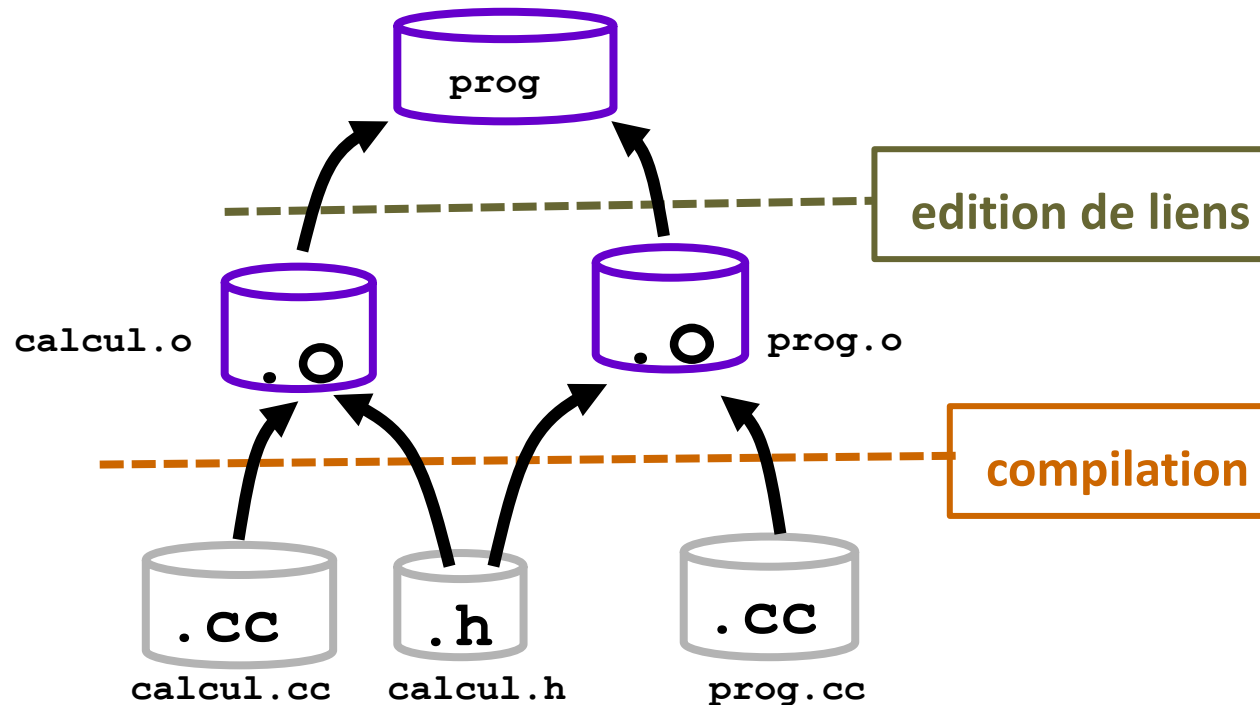 prog
edition de liens
calcul.o
.o
.o
prog.o
compilation
.cc
.h
.cc
calcul.cc
calcul.h
prog.cc